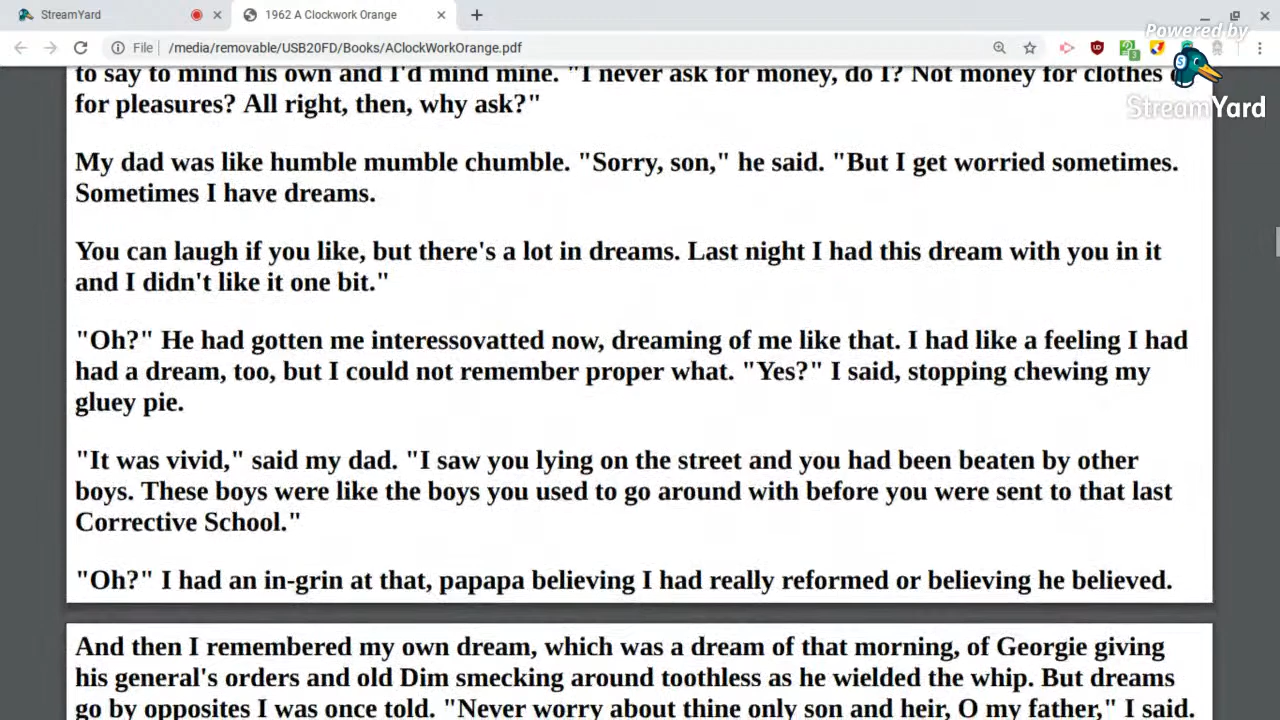 StreamYard
1962 A Clockwork Orange
File
/media/removable/USB20FD/Books/AClockWorkOrange.pdf
Powered by
StreamYard
to say to mind his own and I'd mind mine. "I never ask for money, do I? Not money for clothes
for pleasures? All right, then, why ask?"
My dad was like humble mumble chumble. "Sorry, son," he said. "But I get worried sometimes.
Sometimes I have dreams.
You can laugh if you like, but there's a lot in dreams. Last night I had this dream with you in it
and I didn't like it one bit."
"Oh?" He had gotten me interessovatted now, dreaming of me like that. I had like a feeling I had
had a dream, too, but I could not remember proper what. "Yes?" I said, stopping chewing my
gluey pie.
"It was vivid," said my dad. "I saw you lying on the street and you had been beaten by other
boys. These boys were like the boys you used to go around with before you were sent to that last
Corrective School."
"Oh?" I had an in-grin at that, papapa believing I had really reformed or believing he believed.
And then I remembered my own dream, which was a dream of that morning, of Georgie giving
his general's orders and old Dim smecking around toothless as he wielded the whip. But dreams
go by opposites I was once told. "Never worry about thine only son and heir, O my father," I said.